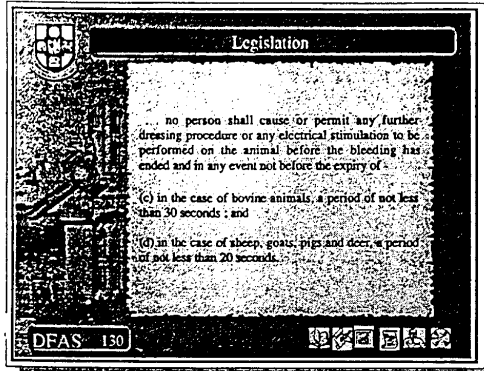 Legislation
... no person shall cause or permit any further
dressing procedure or any electrical stimulation to be
performed on the animal before the bleeding has
ended and in any event not before the expiry of -
(c) in the case of bovine animals, a period of not less
than 30 seconds ; and
(d) in the case of sheep, goats, pigs and deer, a period
of not less than 20 seconds.
DFAS 130